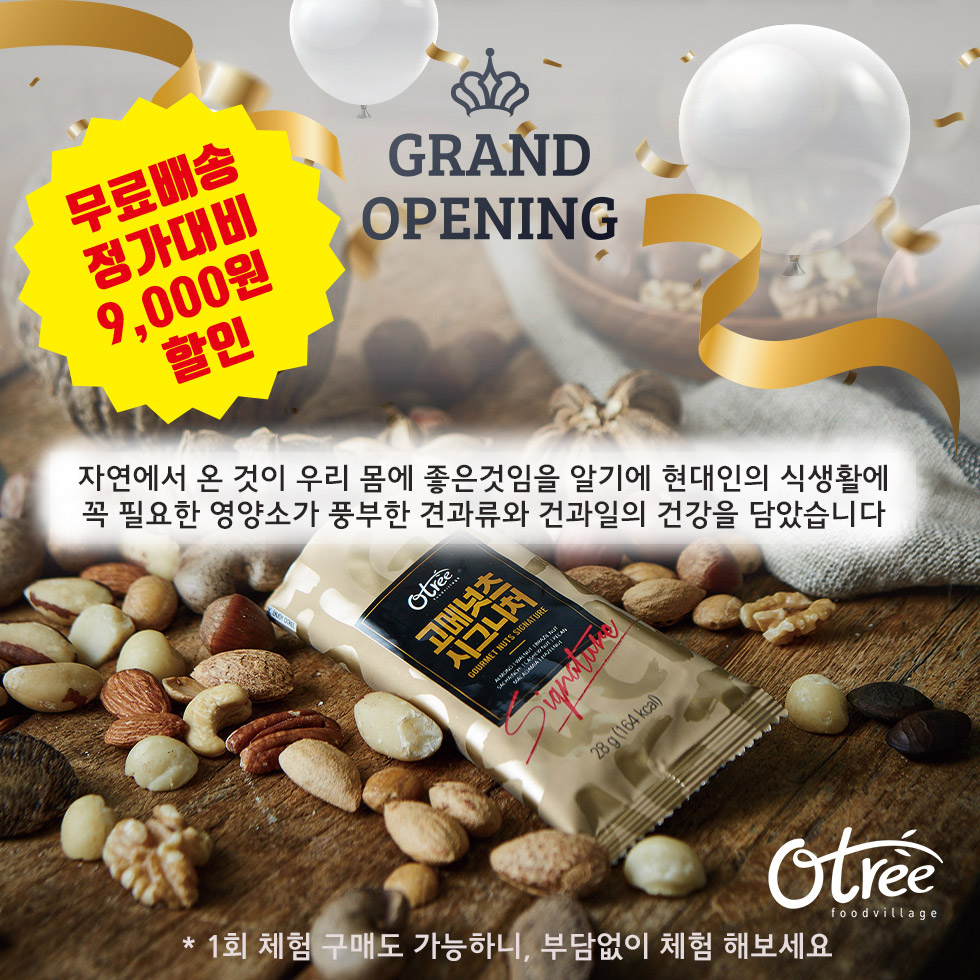 GRAND
OPENING
무료배송
정가대비
9,000원
할인
자연에서 온 것이 우리 몸에 좋은것임을 알기에 현대인의 식생활에
꼭 필요한 영양소가 풍부한 견과류와 건과일의 건강을 담았습니다
Otree
foodvillage
고메넛츠
시그니처
GOURMET NUTS SIGNATURE
Signature
28 g (164 kcal)
Otree
foodvillage
* 1회 체험 구매도 가능하니, 부담없이 체험 해보세요